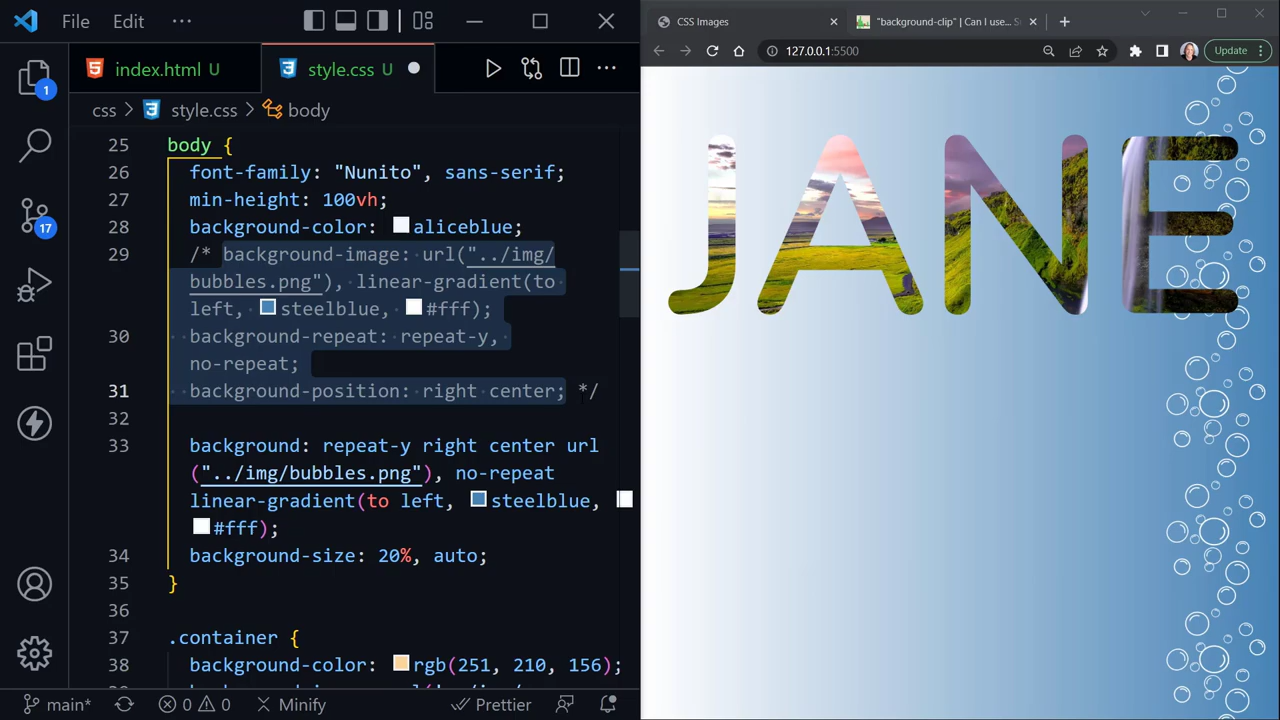 File Edit ···
CSS Images
"background-clip" | Can I use... S
index.html U
style.css U
127.0.0.1:5500
Update
css > style.css > body
25 body {
26 font-family: "Nunito", sans-serif;
27 min-height: 100vh;
28 background-color: aliceblue;
29 /* background-image: url("../img/
bubbles.png"), linear-gradient(to
left, steelblue, #fff);
30 background-repeat: repeat-y,
no-repeat;
31 background-position: right center; */
32
33 background: repeat-y right center url
("../img/bubbles.png"), no-repeat
linear-gradient(to left, steelblue,
#fff);
34 background-size: 20%, auto;
35 }
36
37 .container {
38 background-color: rgb(251, 210, 156);
1
17
JANE
main* 0 0 Minify Prettier